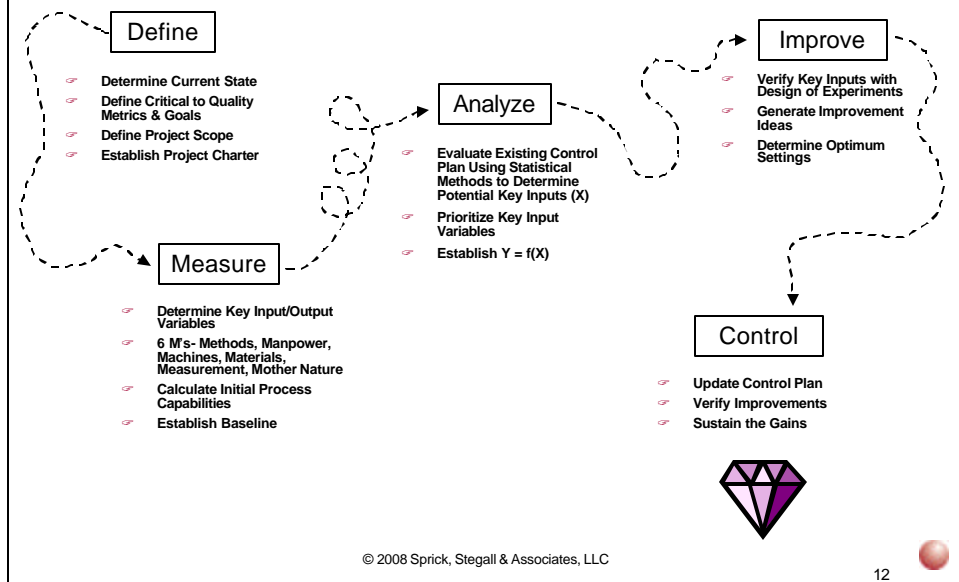 Define
Determine Current State
Define Critical to Quality
Metrics & Goals
Define Project Scope
Establish Project Charter
Measure
Determine Key Input/Output
Variables
6 M's- Methods, Manpower,
Machines, Materials,
Measurement, Mother Nature
Calculate Initial Process
Capabilities
Establish Baseline
Analyze
Evaluate Existing Control
Plan Using Statistical
Methods to Determine
Potential Key Inputs (X)
Prioritize Key Input
Variables
Establish Y = f(X)
Improve
Verify Key Inputs with
Design of Experiments
Generate Improvement
Ideas
Determine Optimum
Settings
Control
Update Control Plan
Verify Improvements
Sustain the Gains
© 2008 Sprick, Stegall & Associates, LLC
12